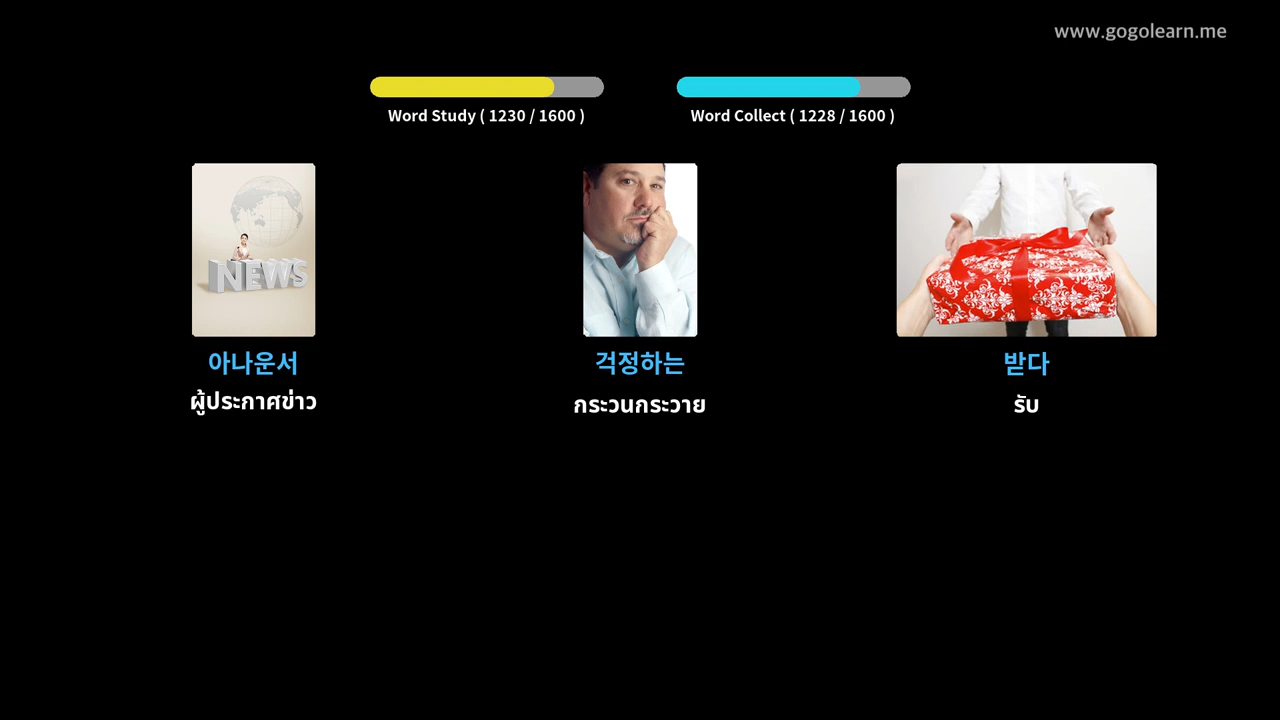 www.gogolearn.me
Word Study ( 1230 / 1600 )
Word Collect ( 1228 / 1600 )
NEWS
아나운서
걱정하는
받다
ผู้ประกาศข่าว
กระวนกระวาย
รับ